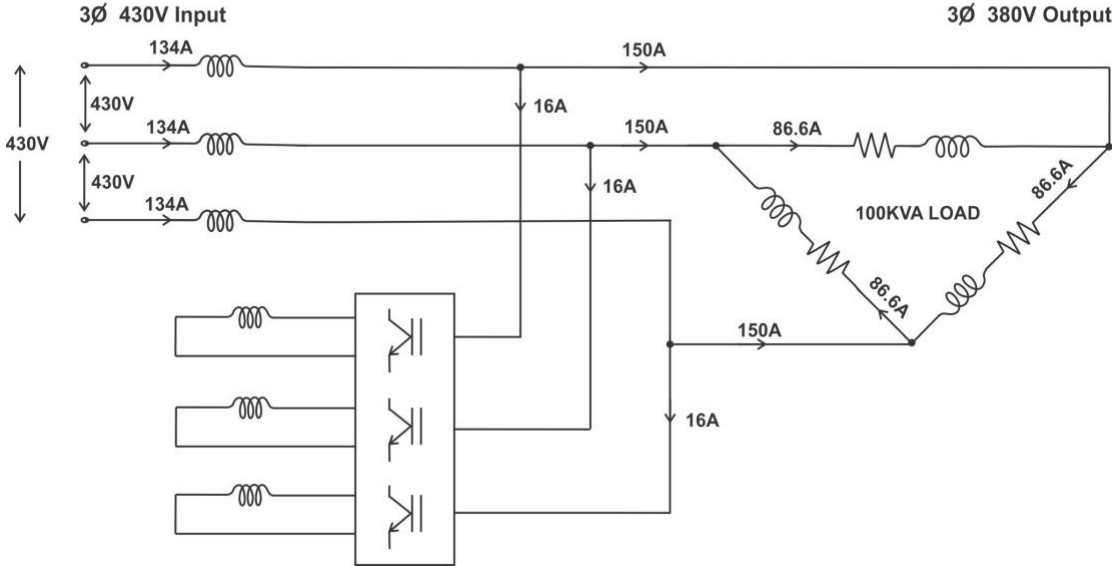 3Ø 430V Input
3Ø 380V Output
134A
150A
430V
16A
430V
134A
150A
86.6A
430V
16A
86.6A
134A
100KVA LOAD
86.6A
150A
16A